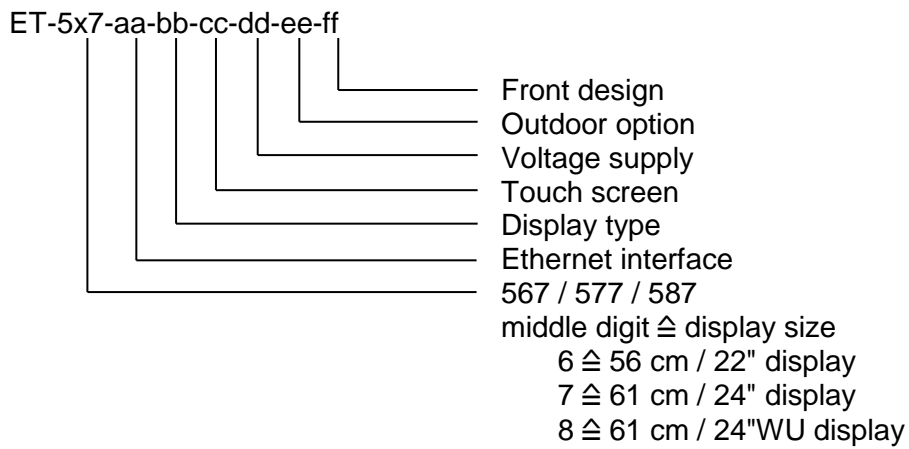 ET-5x7-aa-bb-cc-dd-ee-ff
Front design
Outdoor option
Voltage supply
Touch screen
Display type
Ethernet interface
567 / 577 / 587
middle digit ≙ display size
6 ≙ 56 cm / 22" display
7 ≙ 61 cm / 24" display
8 ≙ 61 cm / 24"WU display